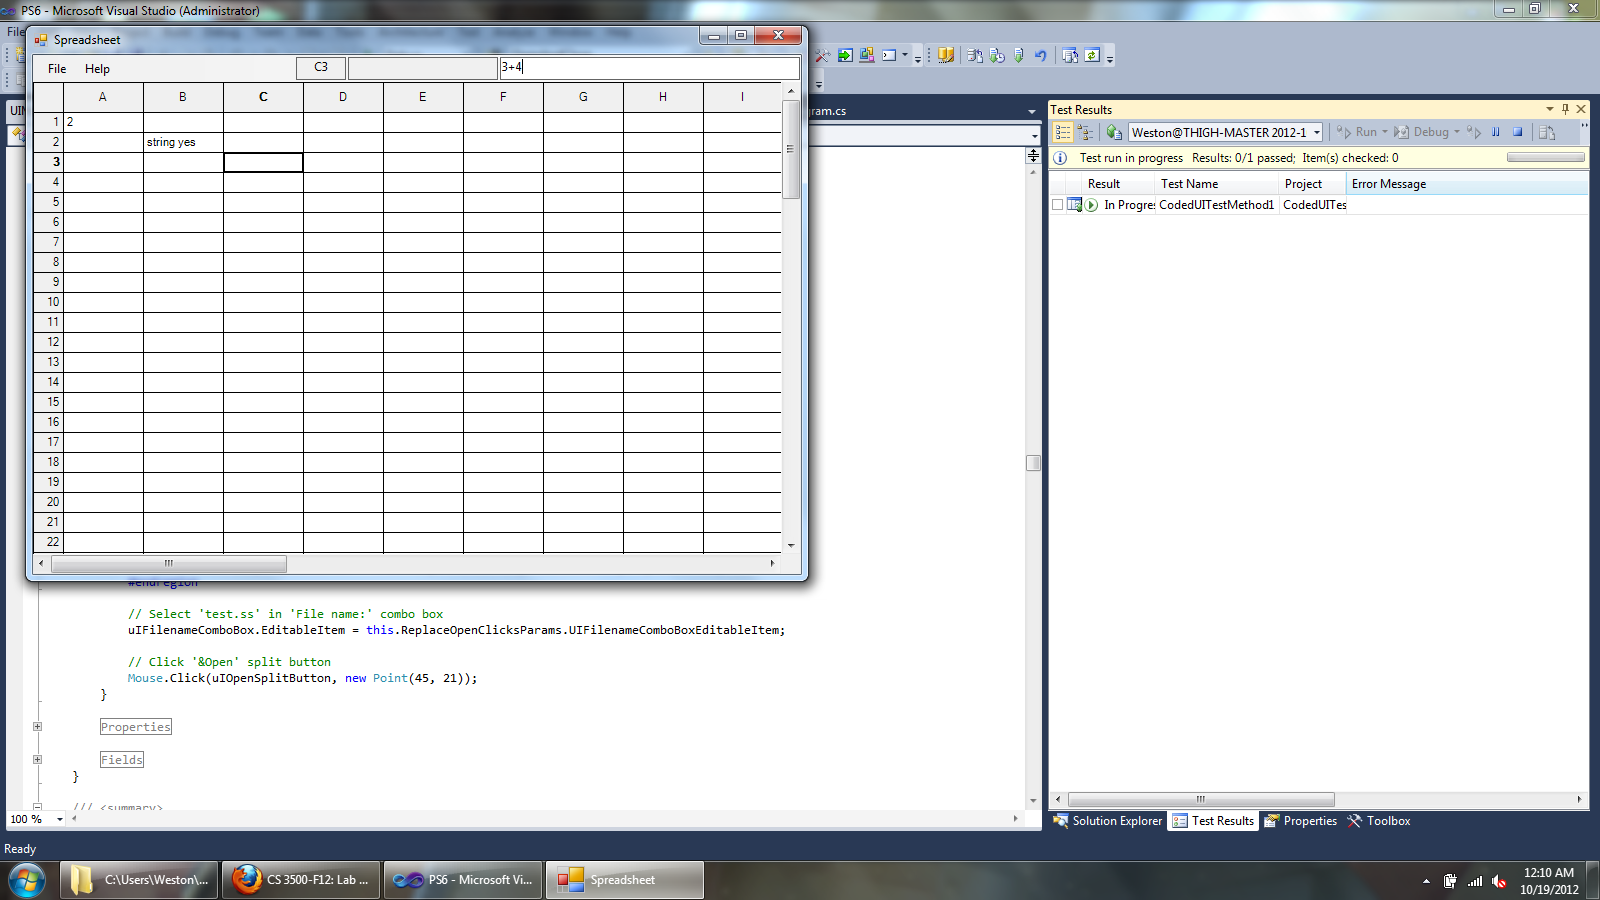 PS6 - Microsoft Visual Studio (Administrator)
Spreadsheet
File Help C3 3+4
A B C D E F G H I
1 2
2 string yes
3
4
5
6
7
8
9
10
11
12
13
14
15
16
17
18
19
20
21
22
#endregion
// Select 'test.ss' in 'File name:' combo box
uIFilenameComboBox.EditableItem = this.ReplaceOpenClicksParams.UIFilenameComboBoxEditableItem;
// Click '&Open' split button
Mouse.Click(uIOpenSplitButton, new Point(45, 21));
}
Properties
Fields
}
/// <summary>
100 %
ram.cs
Test Results
Weston@THIGH-MASTER 2012-1 Run Debug
Test run in progress Results: 0/1 passed; Item(s) checked: 0
Result Test Name Project Error Message
In Progre CodedUITestMethod1 CodedUITes
Solution Explorer Test Results Properties Toolbox
Ready
C:\Users\Weston\... CS 3500-F12: Lab ... PS6 - Microsoft Vi... Spreadsheet
12:10 AM
10/19/2012